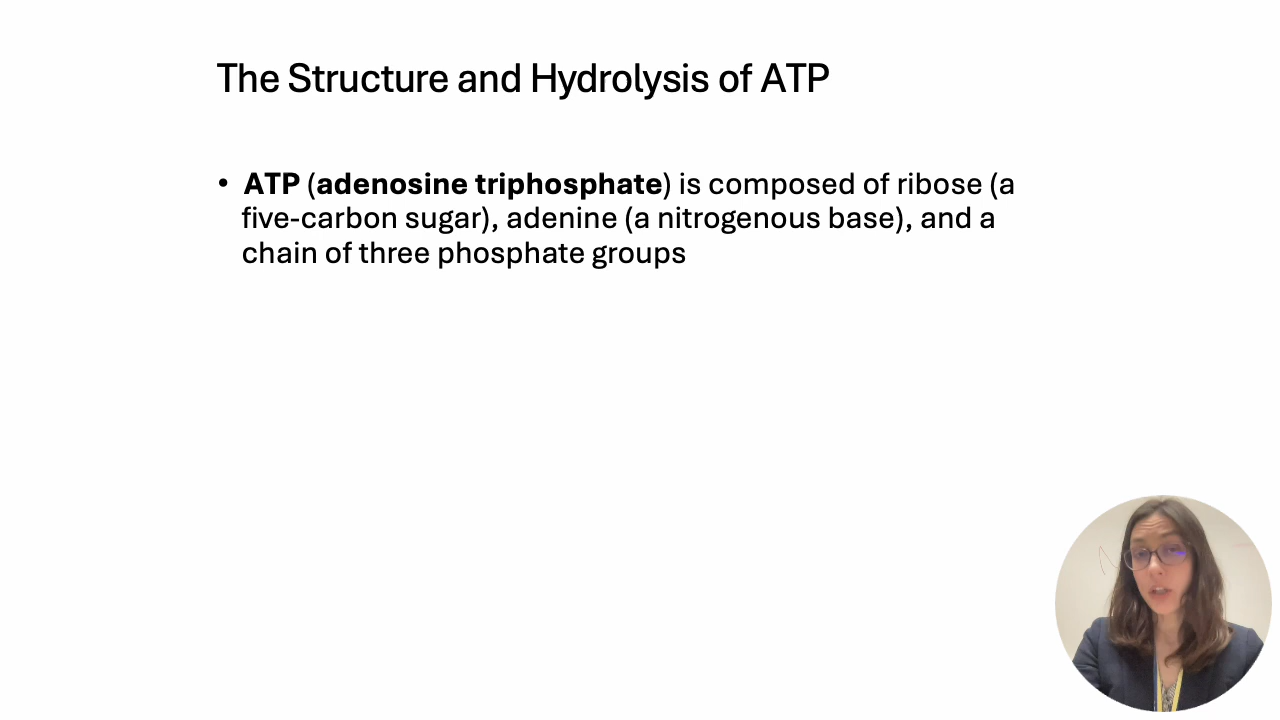 The Structure and Hydrolysis of ATP
• ATP (adenosine triphosphate) is composed of ribose (a
five-carbon sugar), adenine (a nitrogenous base), and a
chain of three phosphate groups